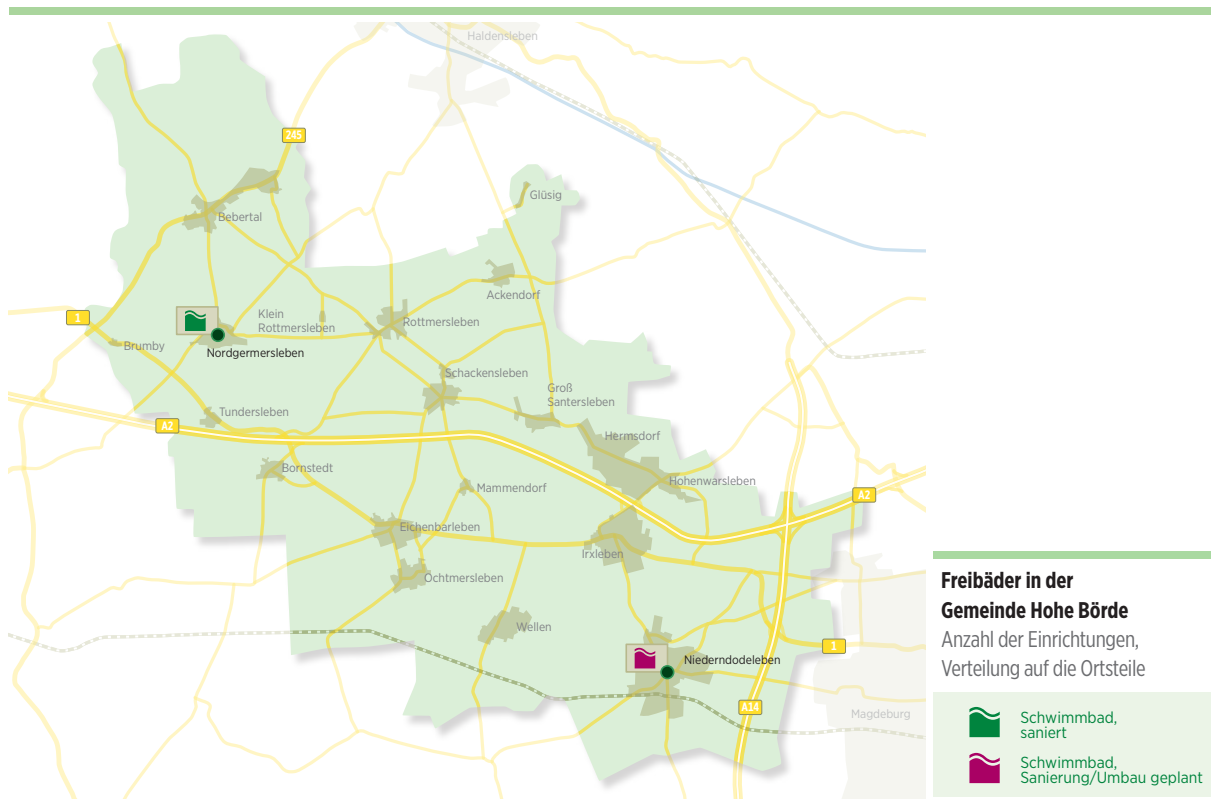 Haldensleben
245
Glüsig
Bebertal
Ackendorf
1
Klein
Rottmersleben
Rottmersleben
Brumby
Nordgermersleben
Schackensleben
Groß
Santersleben
Tundersleben
A2
Hermsdorf
Bornstedt
Hohenwarsleben
Mammendorf
A2
Eichenbarleben
Irxleben
Ochtmersleben
Wellen
Niederndodeleben
1
A14
Magdeburg
Freibäder in der
Gemeinde Hohe Börde
Anzahl der Einrichtungen,
Verteilung auf die Ortsteile
Schwimmbad,
saniert
Schwimmbad,
Sanierung/Umbau geplant